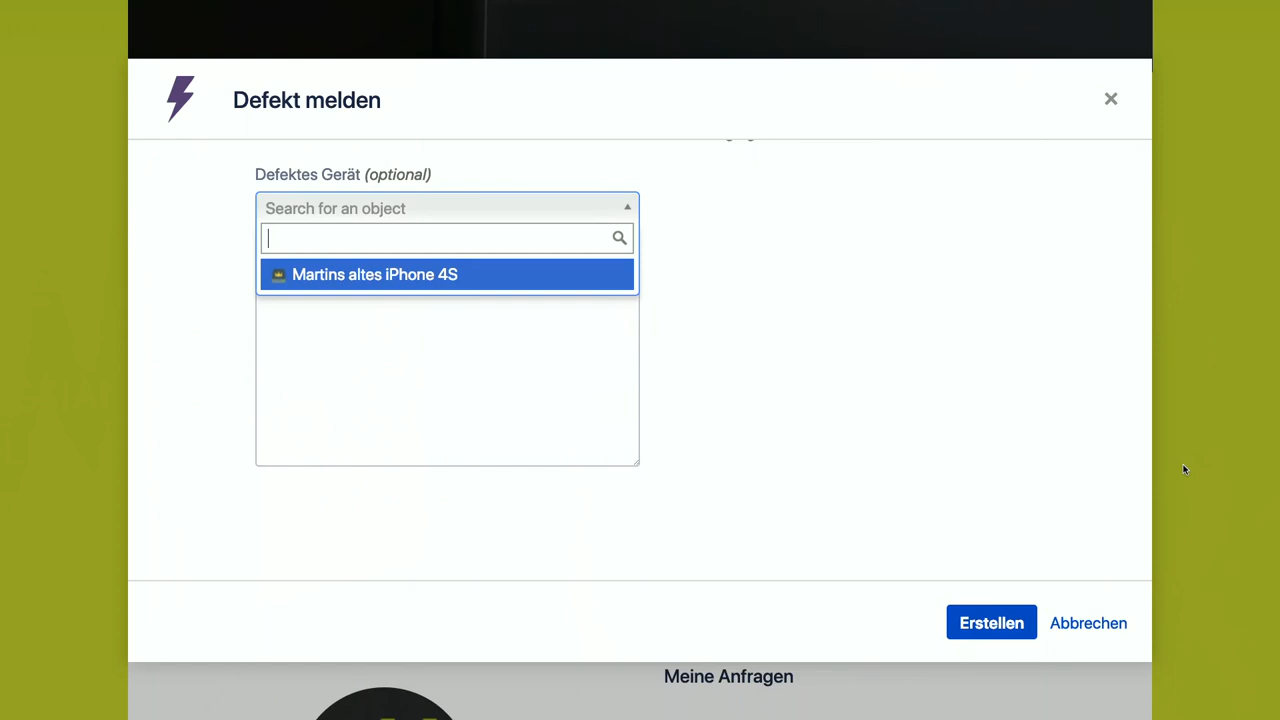 Defekt melden
Defektes Gerät (optional)
Search for an object
Martins altes iPhone 4S
Erstellen Abbrechen
Meine Anfragen